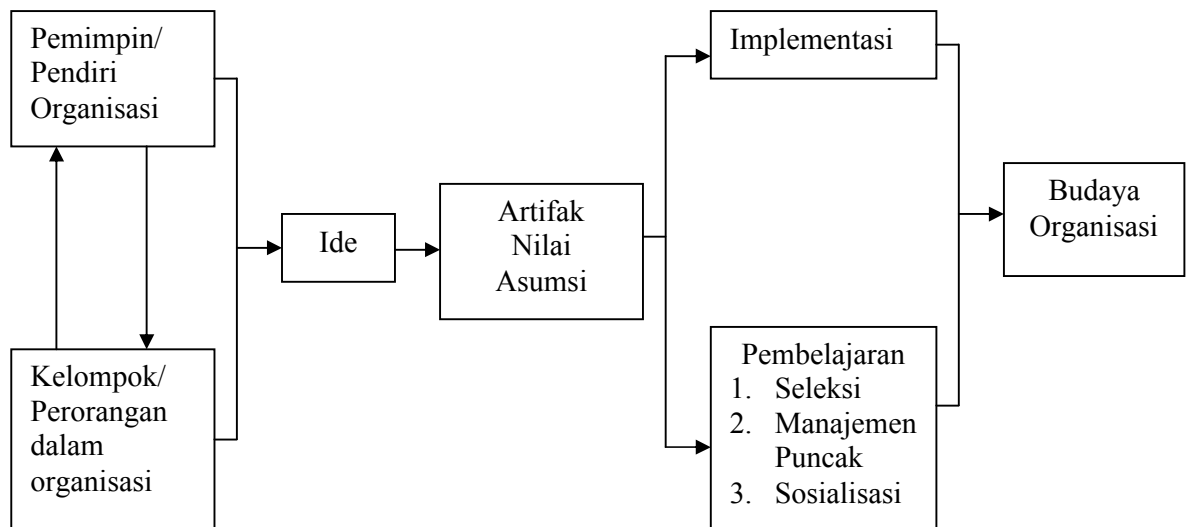 Pemimpin/
Pendiri
Organisasi
Kelompok/
Perorangan
dalam
organisasi
Ide
Artifak
Nilai
Asumsi
Implementasi
Pembelajaran
1. Seleksi
2. Manajemen
Puncak
3. Sosialisasi
Budaya
Organisasi